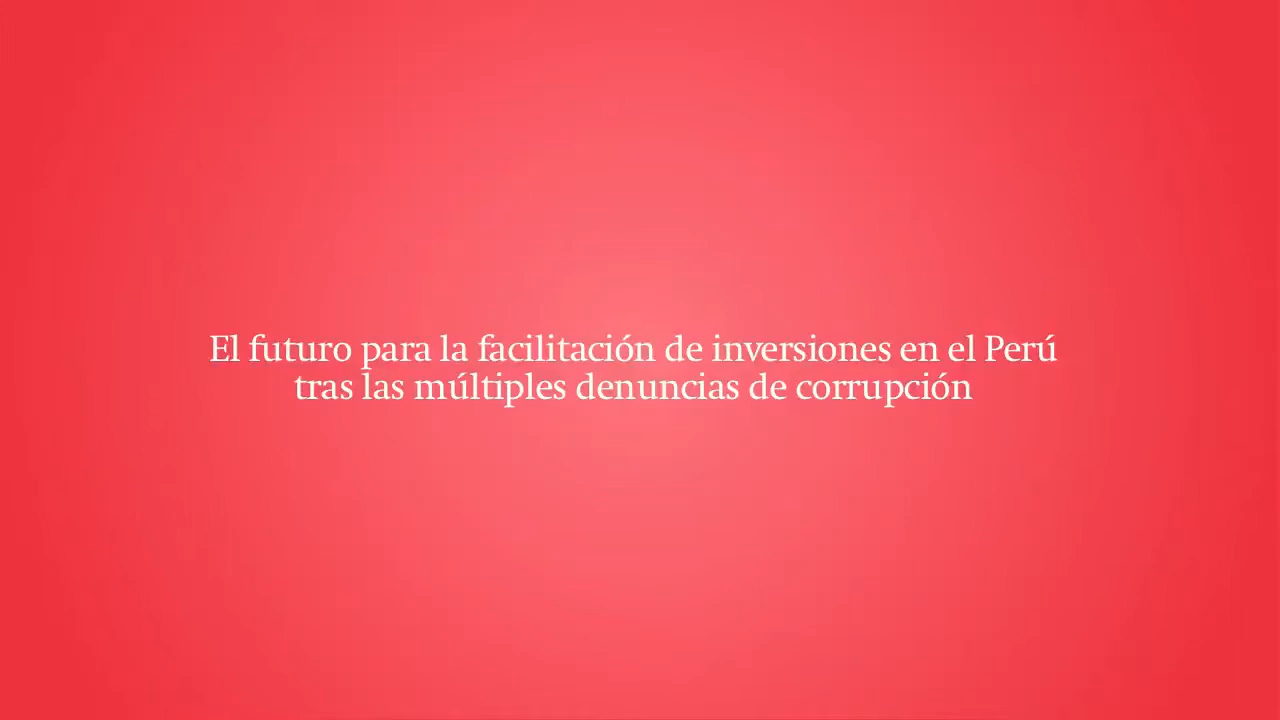 El futuro para la facilitación de inversiones en el Perú
tras las múltiples denuncias de corrupción